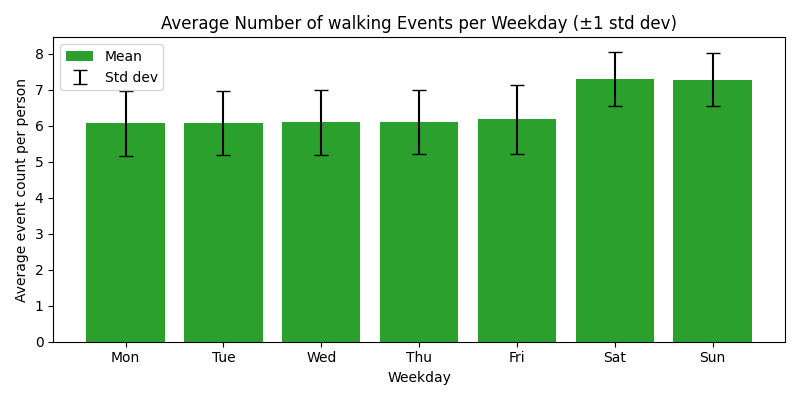 Average Number of walking Events per Weekday (±1 std dev)
Mean
Std dev
Average event count per person
8
7
6
5
4
3
2
1
0
Mon Tue Wed Thu Fri Sat Sun
Weekday